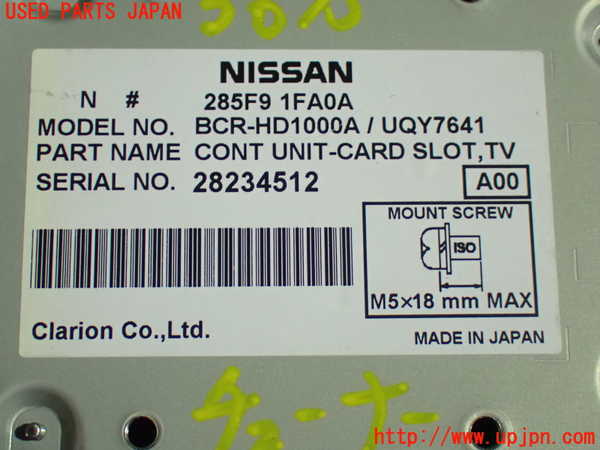 USED PARTS JAPAN
NISSAN
N # 285F9 1FA0A
MODEL NO. BCR-HD1000A / UQY7641
PART NAME CONT UNIT-CARD SLOT,TV
SERIAL NO. 28234512
A00
MOUNT SCREW
ISO
M5×18 mm MAX
Clarion Co.,Ltd.
MADE IN JAPAN
チューナー
http://www.upjpn.com/